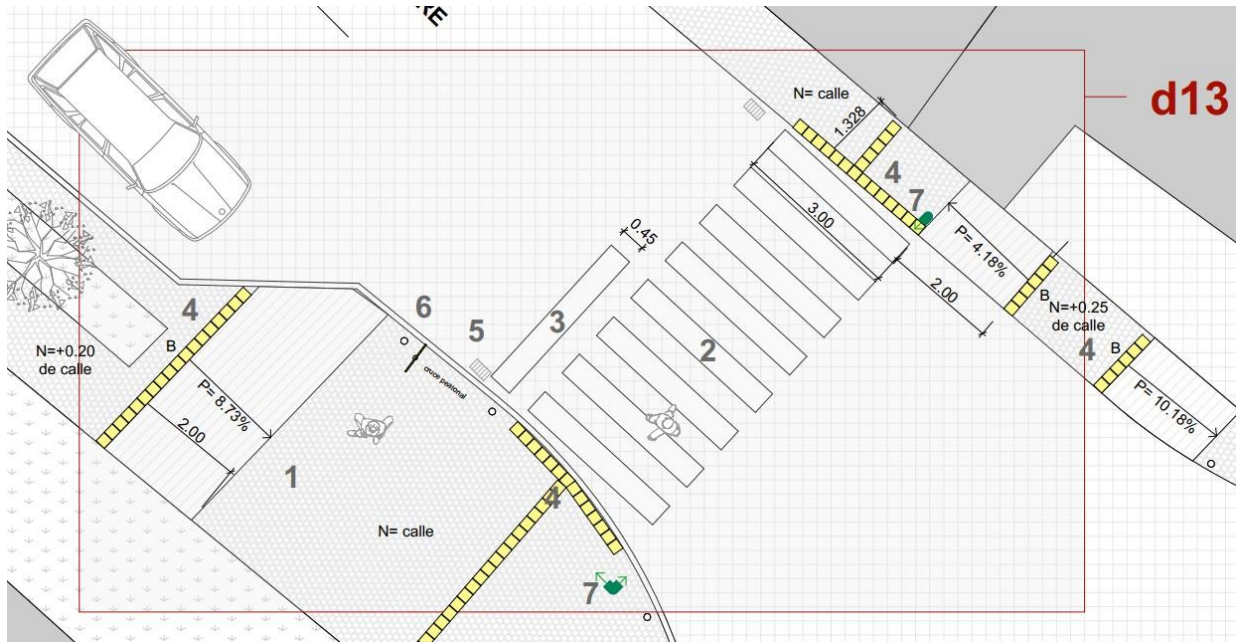 RE
d13
N= calle
1.328
4
7
3.00
P= 4.18%
0.45
2.00
B
N=+0.25
de calle
4
B
P= 10.18%
6
5
3
2
4
B
N=+0.20
de calle
P= 8.73%
2.00
cruce peatonal
1
4
N= calle
7